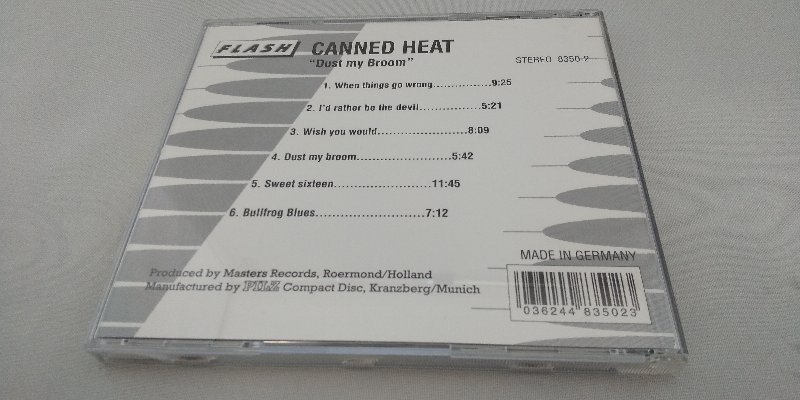 FLASH CANNED HEAT
"Dust my Broom"
STEREO 8350-2
1. When things go wrong...............9:25
2. I'd rather be the devil................5:21
3. Wish you would.......................8:09
4. Dust my broom........................5:42
5. Sweet sixteen.........................11:45
6. Bullfrog Blues...........................7:12
MADE IN GERMANY
Produced by Masters Records, Roermond/Holland
Manufactured by PILZ Compact Disc, Kranzberg/Munich
036244 835023